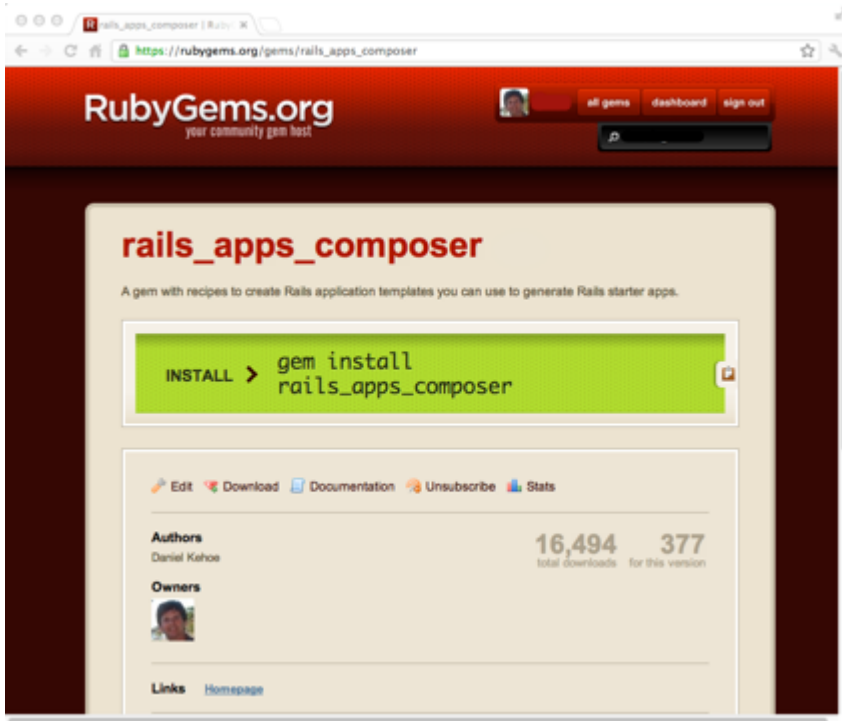 rails_apps_composer | Ruby
https://rubygems.org/gems/rails_apps_composer
RubyGems.org
your community gem host
all gems dashboard sign out
rails_apps_composer
A gem with recipes to create Rails application templates you can use to generate Rails starter apps.
INSTALL
gem install
rails_apps_composer
Edit Download Documentation Unsubscribe Stats
Authors
Daniel Kehoe
16,494 377
total downloads for this version
Owners
Links Homepage